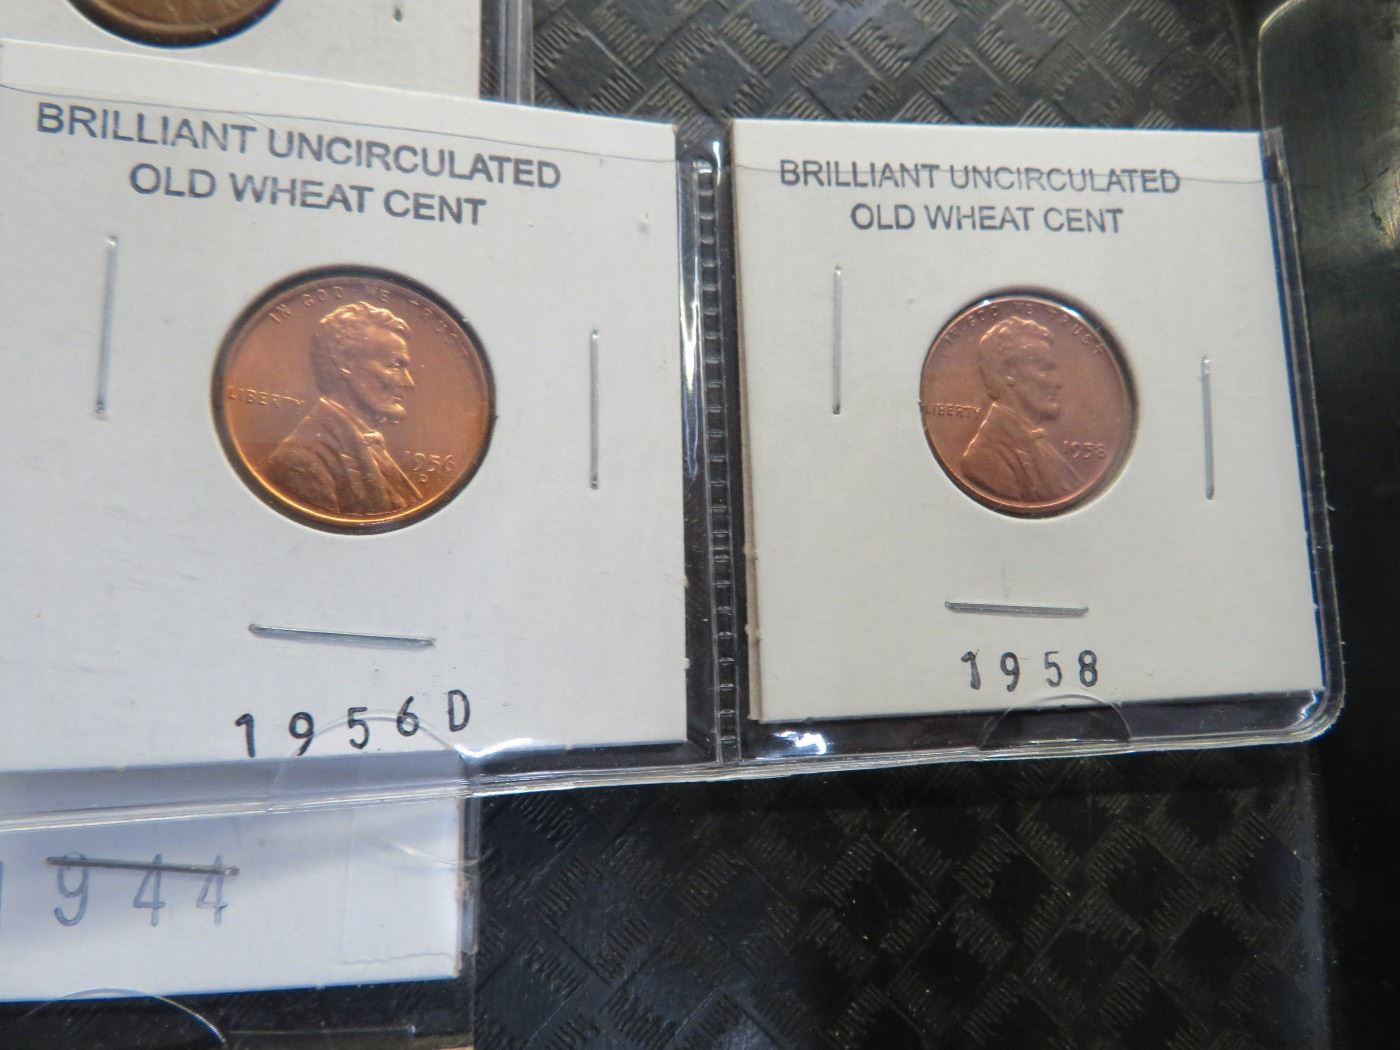 BRILLIANT UNCIRCULATED
OLD WHEAT CENT
IN GOD WE TRUST
LIBERTY
1956
D
1956D
BRILLIANT UNCIRCULATED
OLD WHEAT CENT
IN GOD WE TRUST
LIBERTY
1958
1958
1944